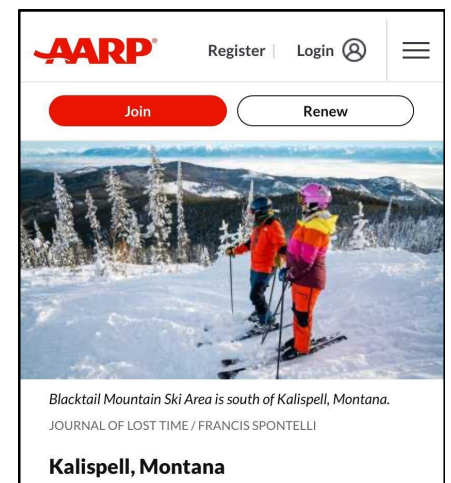 AARP®
Register | Login
Join
Renew
Blacktail Mountain Ski Area is south of Kalispell, Montana.
JOURNAL OF LOST TIME / FRANCIS SPONTELLI
Kalispell, Montana